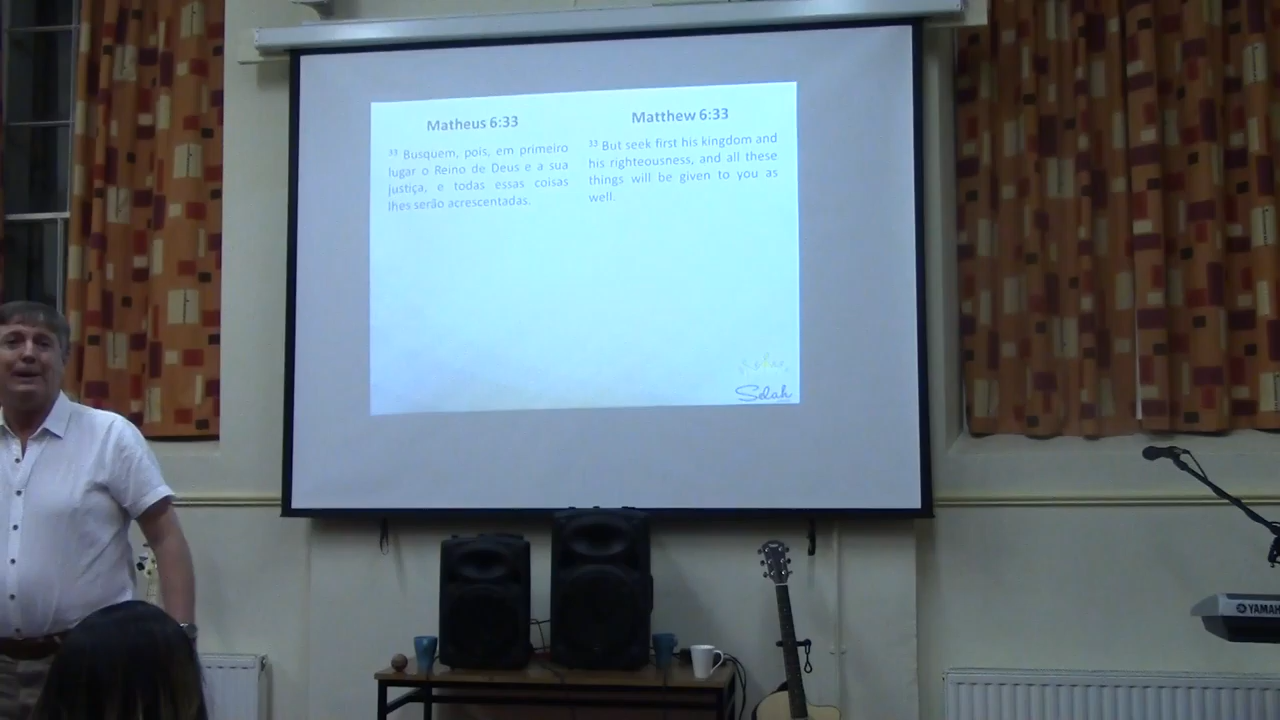 Matheus 6:33
³³ Busquem, pois, em primeiro
lugar o Reino de Deus e a sua
justiça, e todas essas coisas
lhes serão acrescentadas.
Matthew 6:33
³³ But seek first his kingdom and
his righteousness, and all these
things will be given to you as
well.
Selah
YAMAH